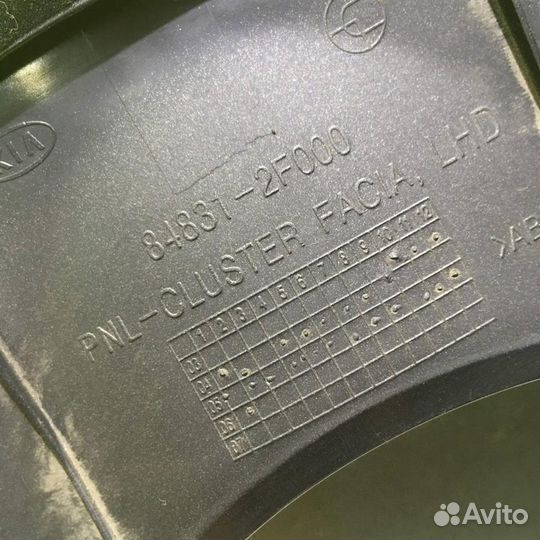 KIA
84831-2F000
PNL-CLUSTER FACIA, LHD
>AB
1 2 3 4 5 6 7 8 9 10 11 12
03
04
05
06
07
Avito